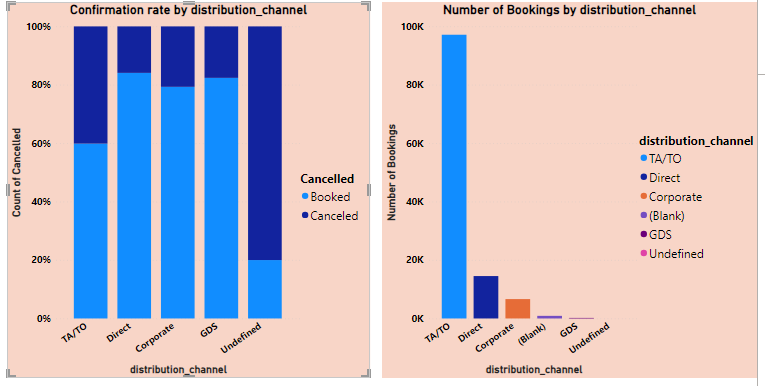 Confirmation rate by distribution_channel
100%
80%
60%
40%
20%
0%
Count of Cancelled
TA/TO
Direct
Corporate
GDS
Undefined
distribution_channel
Cancelled
Booked
Canceled
Number of Bookings by distribution_channel
100K
80K
60K
40K
20K
0K
Number of Bookings
TA/TO
Direct
Corporate
(Blank)
GDS
Undefined
distribution_channel
distribution_channel
TA/TO
Direct
Corporate
(Blank)
GDS
Undefined